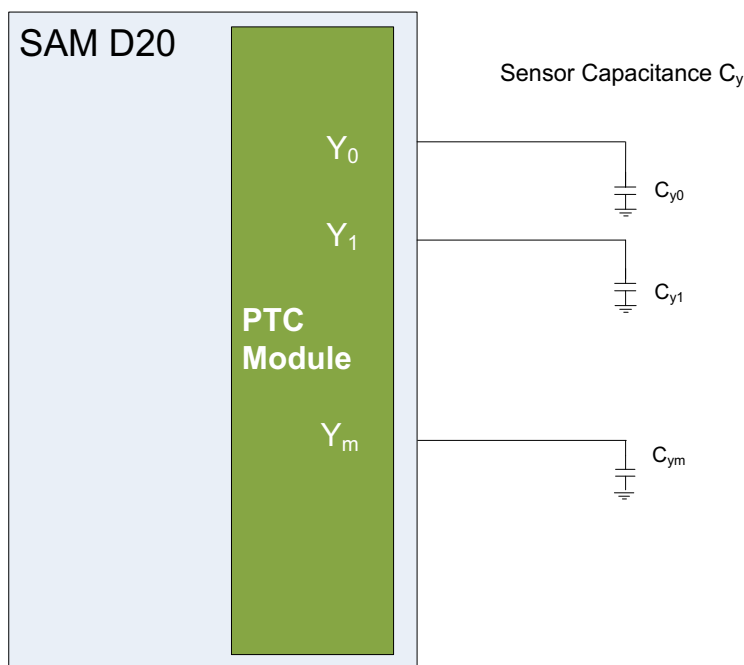 SAM D20
Sensor Capacitance Cy
Y0
Cy0
Y1
Cy1
PTC
Module
Ym
Cym